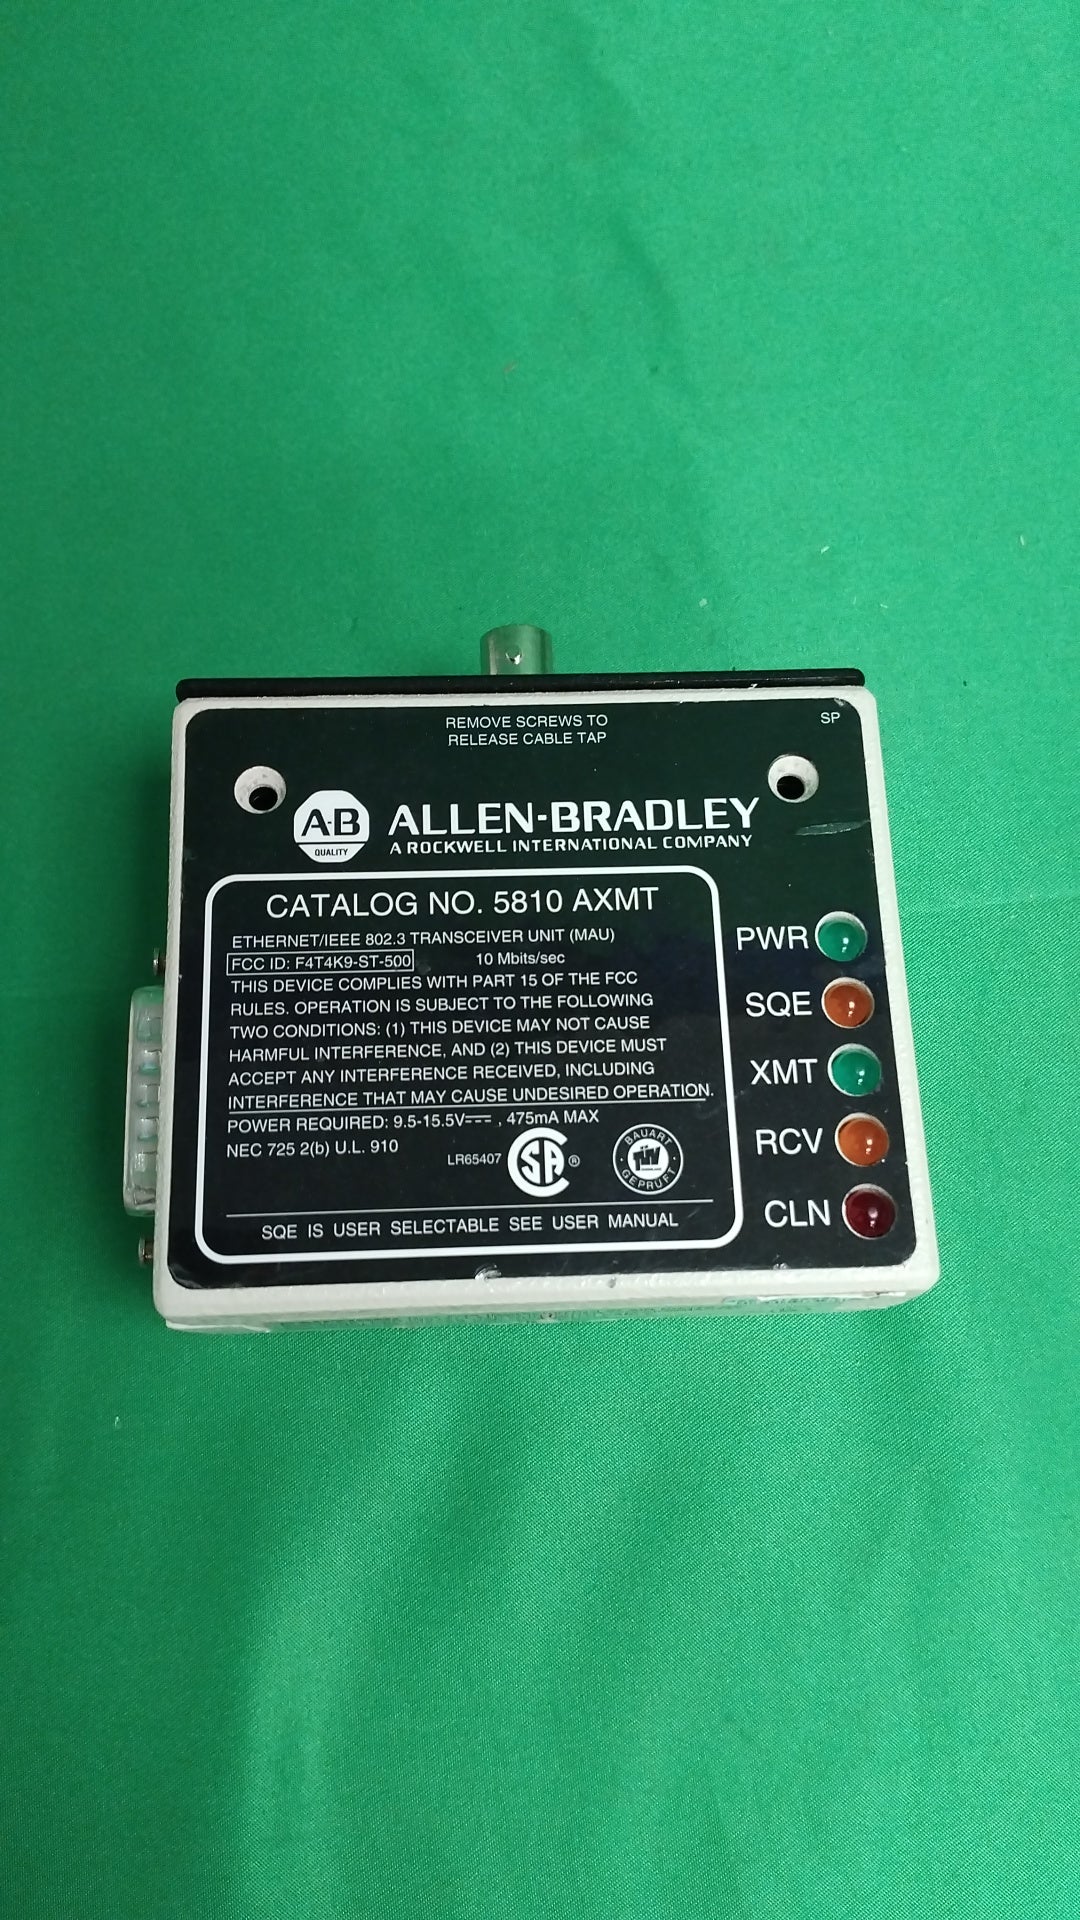 REMOVE SCREWS TO
RELEASE CABLE TAP
SP
A-B
QUALITY
ALLEN-BRADLEY
A ROCKWELL INTERNATIONAL COMPANY
CATALOG NO. 5810 AXMT
ETHERNET/IEEE 802.3 TRANSCEIVER UNIT (MAU)
FCC ID: F4T4K9-ST-500 10 Mbits/sec
THIS DEVICE COMPLIES WITH PART 15 OF THE FCC
RULES. OPERATION IS SUBJECT TO THE FOLLOWING
TWO CONDITIONS: (1) THIS DEVICE MAY NOT CAUSE
HARMFUL INTERFERENCE, AND (2) THIS DEVICE MUST
ACCEPT ANY INTERFERENCE RECEIVED, INCLUDING
INTERFERENCE THAT MAY CAUSE UNDESIRED OPERATION.
POWER REQUIRED: 9.5-15.5V⎓, 475mA MAX
NEC 725 2(b) U.L. 910
LR65407
SA ®
BAUART
TÜV
GEPRUFT
SQE IS USER SELECTABLE SEE USER MANUAL
PWR
SQE
XMT
RCV
CLN